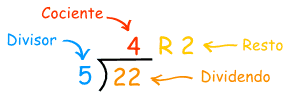 Cociente
Divisor 4 R 2 Resto
5 22 Dividendo